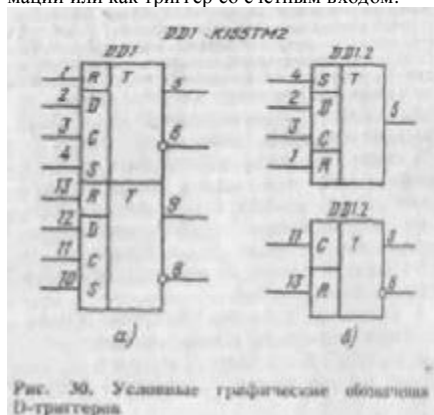 мации или как триггер со счетным входом.
DD1 - К155ТМ2
DD1
1 R T 5
2 D
3 C 6
4 S
13 R T 9
12 D
11 C
10 S 8
а)
DD1.2
4 S T
2 D 5
3 C
1 R
DD1.2
11 C T
13 R
б)
Рис. 30. Условные графические обозначения
D-триггеров